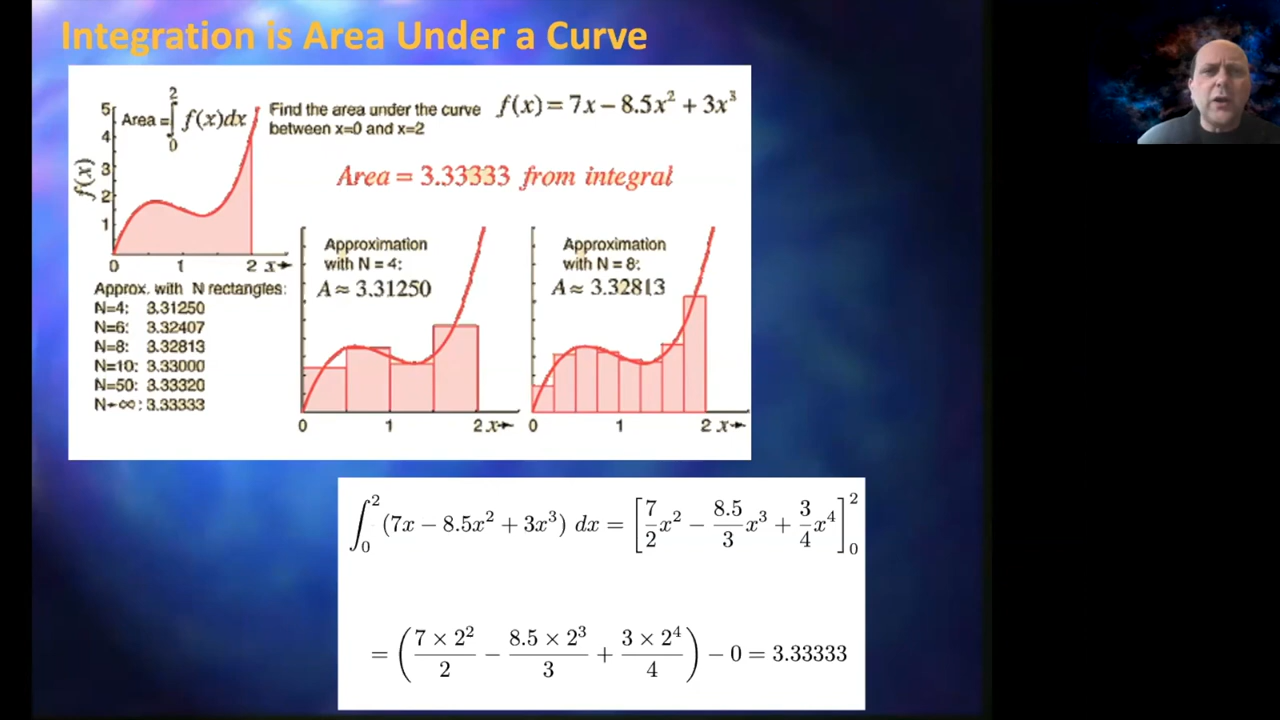 Integration is Area Under a Curve
5
4
3
2
1
f(x)
Area = ∫₀² f(x)dx
0 1 2 x→
Find the area under the curve
between x=0 and x=2
f(x) = 7x − 8.5x² + 3x³
Area = 3.33333 from integral
Approx. with N rectangles:
N=4: 3.31250
N=6: 3.32407
N=8: 3.32813
N=10: 3.33000
N=50: 3.33320
N→∞: 3.33333
Approximation
with N = 4:
A ≈ 3.31250
0 1 2 x→
Approximation
with N = 8:
A ≈ 3.32813
0 1 2 x→
∫₀² (7x − 8.5x² + 3x³) dx = [7/2 x² − 8.5/3 x³ + 3/4 x⁴]₀²
= (7 × 2²/2 − 8.5 × 2³/3 + 3 × 2⁴/4) − 0 = 3.33333